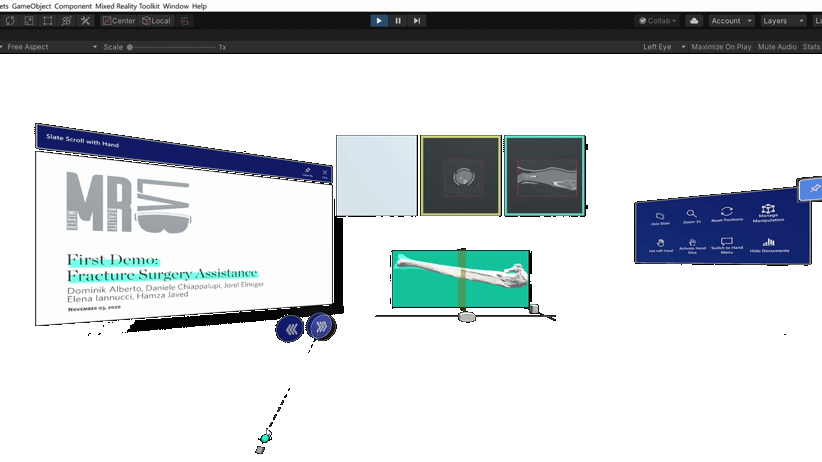 ets GameObject Component Mixed Reality Toolkit Window Help
Center Local Collab Account Layers La
Free Aspect Scale 1x Left Eye Maximize On Play Mute Audio Stats
Slate Scroll with Hand
MR
LAB
First Demo:
Fracture Surgery Assistance
Dominik Alberto, Daniele Chiappalupi, Jorel Elmiger
Elena Iannucci, Hamza Javed
November 03, 2020
Hide Slider Zoom: 2x Reset Positions Manage Manipulation
Use Left Hand Activate Hand Slice Switch to Hand Menu Hide Documents